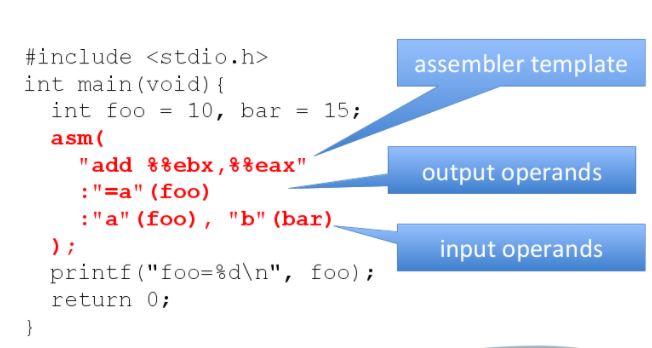 #include <stdio.h>
int main(void){
  int foo = 10, bar = 15;
  asm(
    "add %%ebx,%%eax"
    :"=a"(foo)
    :"a"(foo), "b"(bar)
  );
  printf("foo=%d\n", foo);
  return 0;
}
assembler template
output operands
input operands